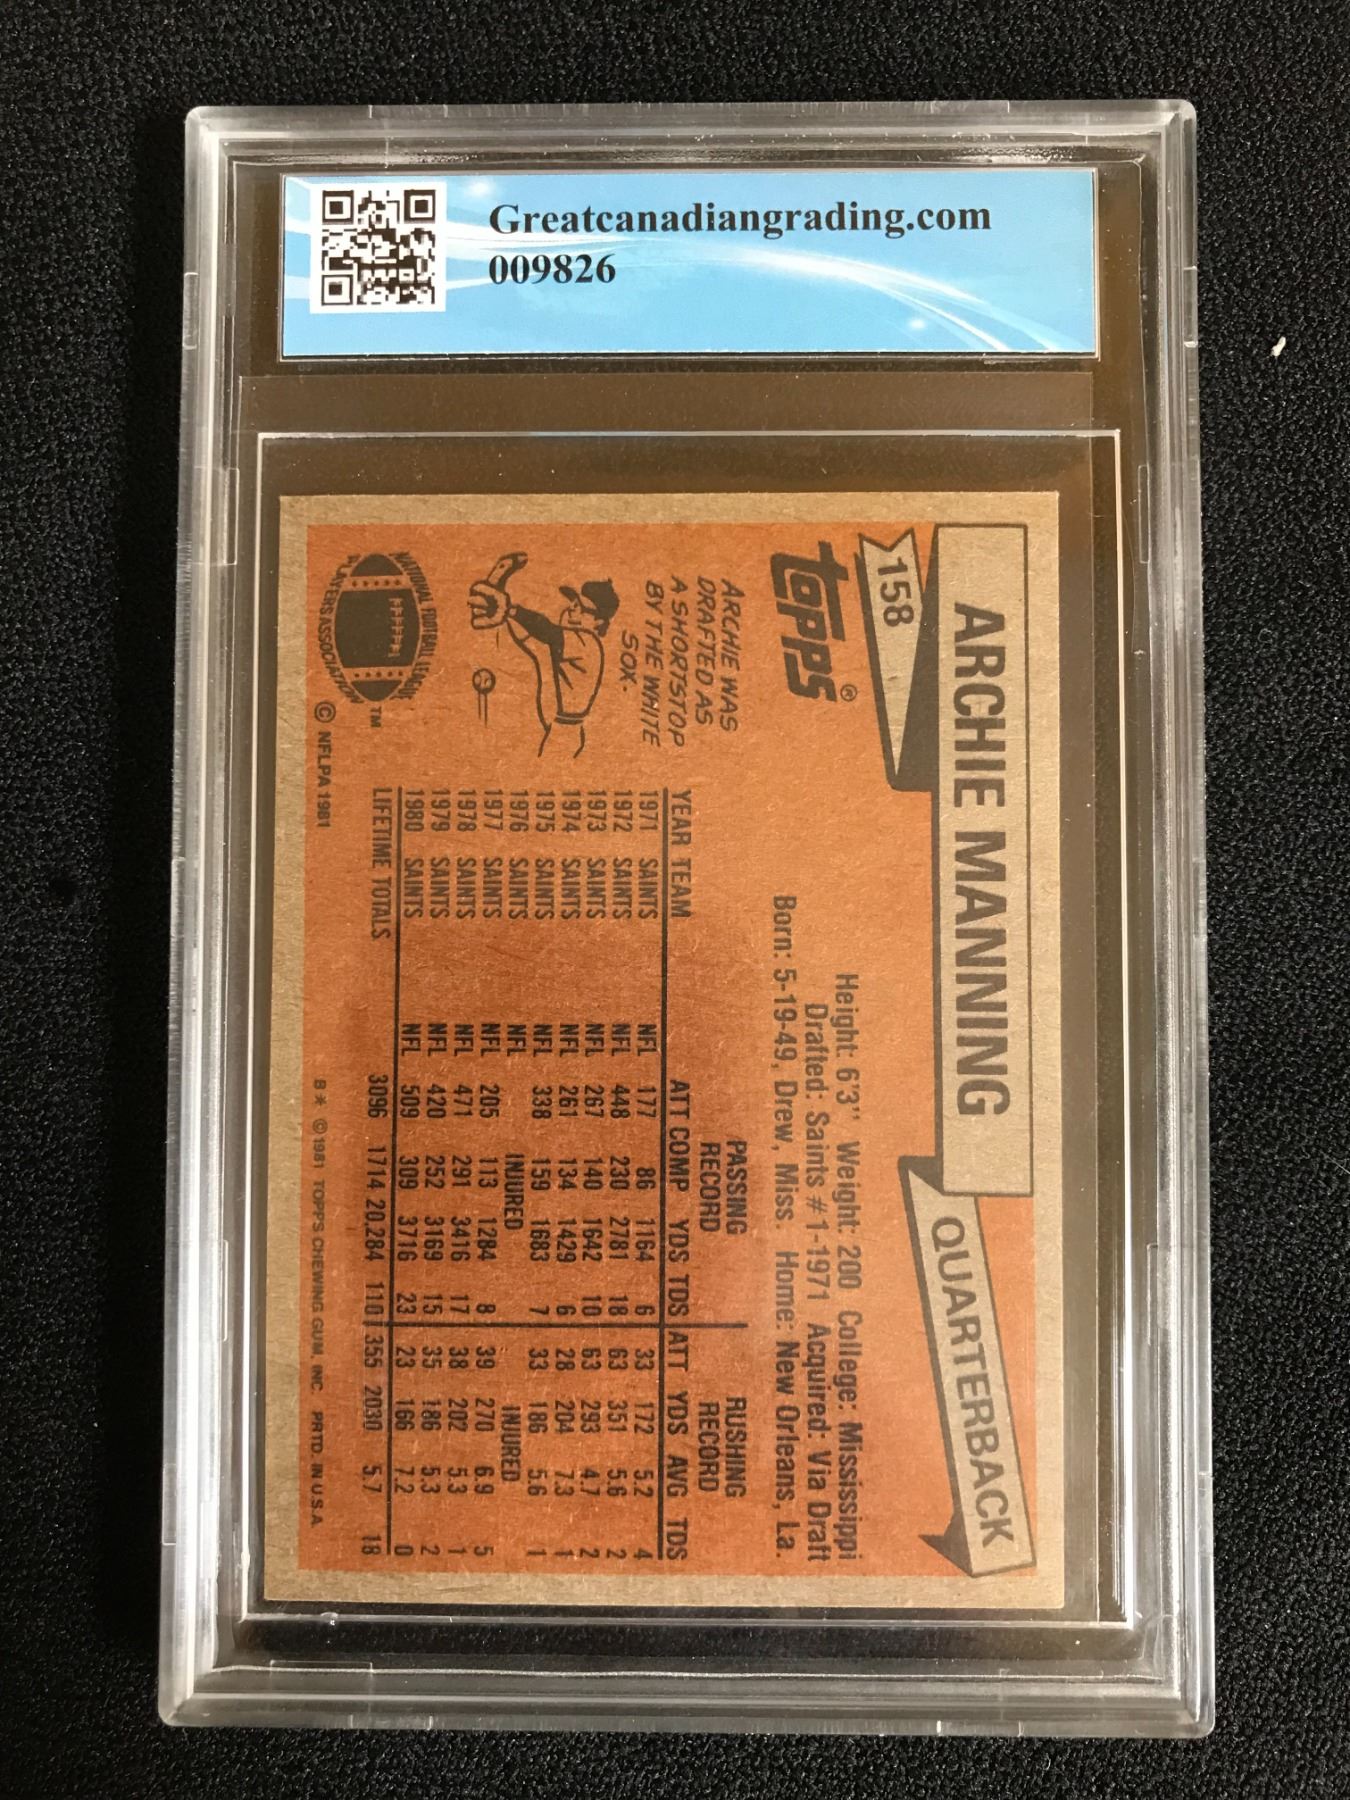 Greatcanadiangrading.com
009826
ARCHIE MANNING
QUARTERBACK
158
TOPPS®
Height: 6'3" Weight: 200 College: Mississippi
Drafted: Saints #1-1971 Acquired: Via Draft
Born: 5-19-49, Drew, Miss. Home: New Orleans, La.
ARCHIE WAS
DRAFTED AS
A SHORTSTOP
BY THE WHITE
SOX.
PASSING RUSHING
RECORD RECORD
YEAR TEAM ATT COMP YDS TDS ATT YDS AVG TDS
1971 SAINTS NFL 177 86 1164 6 33 172 5.2 4
1972 SAINTS NFL 448 230 2781 18 63 351 5.6 2
1973 SAINTS NFL 267 140 1642 10 63 293 4.7 2
1974 SAINTS NFL 261 134 1429 6 28 204 7.3 1
1975 SAINTS NFL 338 159 1683 7 33 186 5.6 1
1976 SAINTS NFL INJURED INJURED
1977 SAINTS NFL 205 113 1284 8 39 270 6.9 5
1978 SAINTS NFL 471 291 3416 17 38 202 5.3 1
1979 SAINTS NFL 420 252 3169 15 35 186 5.3 2
1980 SAINTS NFL 509 309 3716 23 23 166 7.2 0
LIFETIME TOTALS 3096 1714 20,284 110 355 2030 5.7 18
NATIONAL FOOTBALL LEAGUE
PLAYERS ASSOCIATION
TM
© NFLPA 1981
B* ©1981 TOPPS CHEWING GUM, INC. PRTD. IN U.S.A.